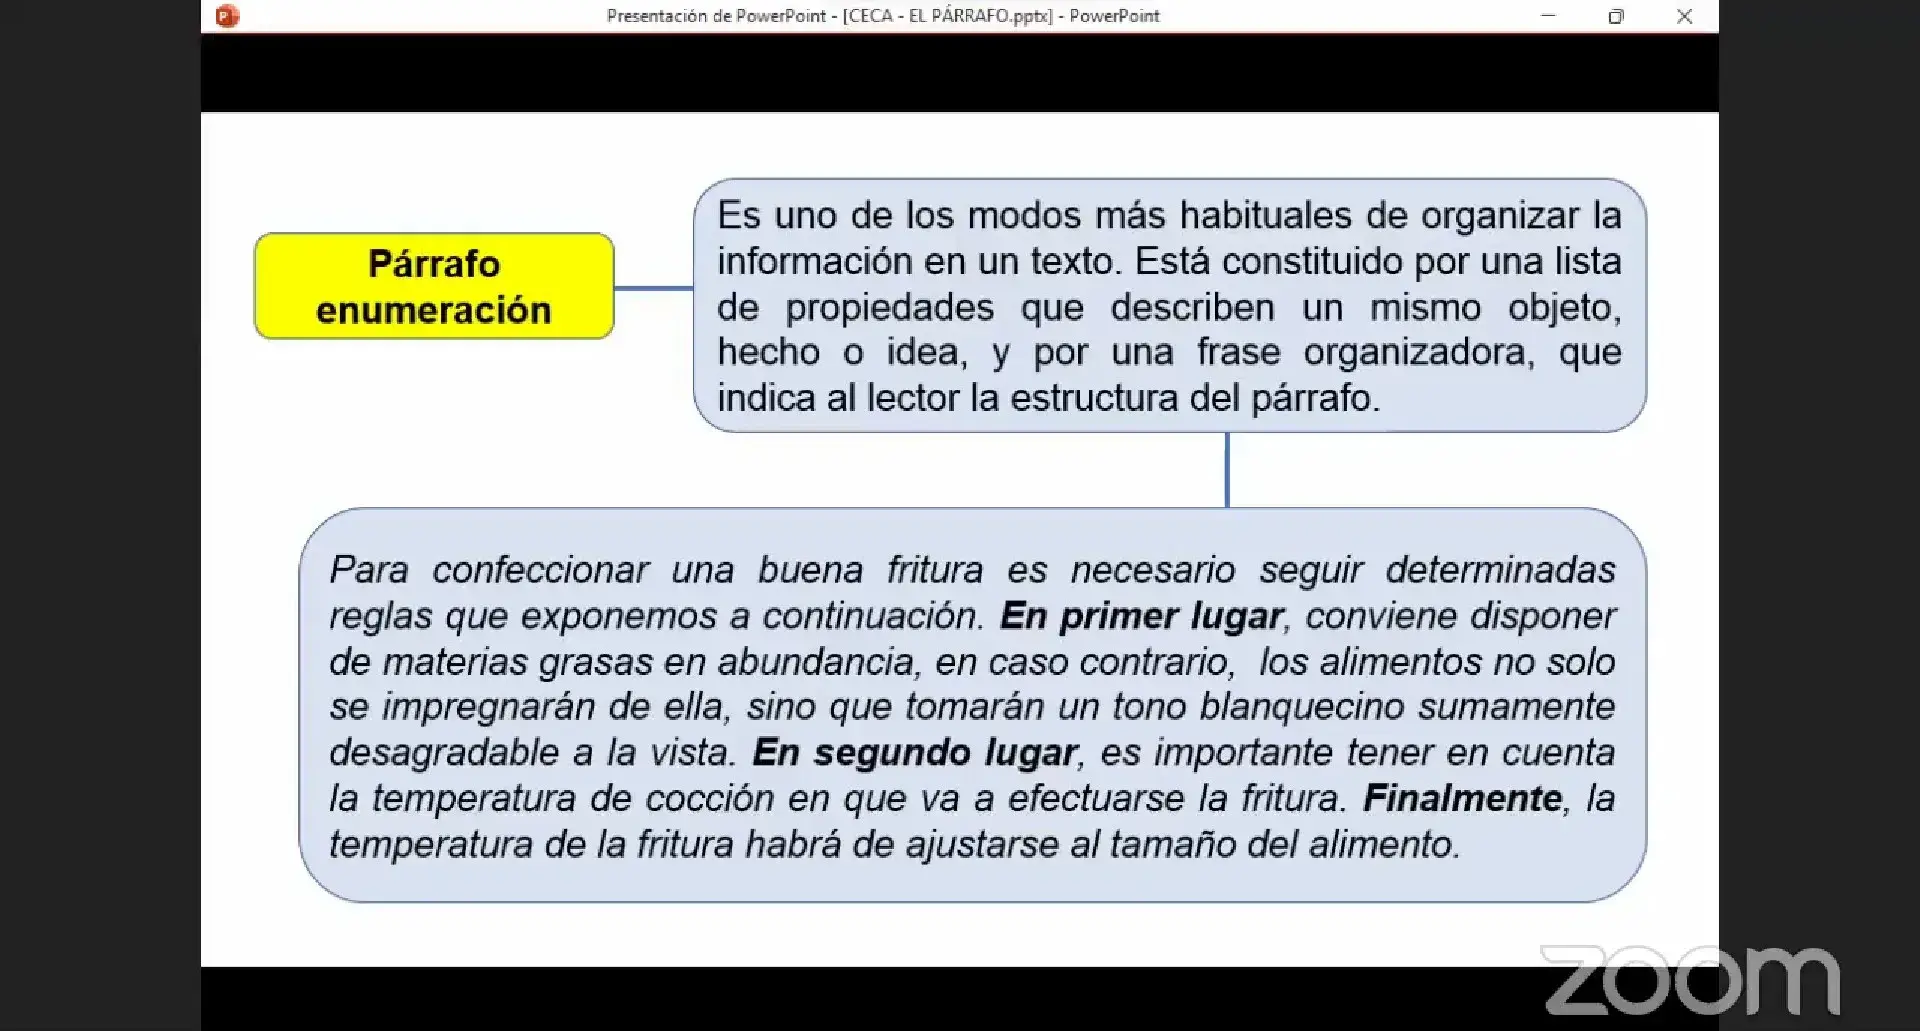 Presentación de PowerPoint - [CECA - EL PÁRRAFO.pptx] - PowerPoint
Párrafo
enumeración
Es uno de los modos más habituales de organizar la
información en un texto. Está constituido por una lista
de propiedades que describen un mismo objeto,
hecho o idea, y por una frase organizadora, que
indica al lector la estructura del párrafo.
Para confeccionar una buena fritura es necesario seguir determinadas
reglas que exponemos a continuación. En primer lugar, conviene disponer
de materias grasas en abundancia, en caso contrario, los alimentos no solo
se impregnarán de ella, sino que tomarán un tono blanquecino sumamente
desagradable a la vista. En segundo lugar, es importante tener en cuenta
la temperatura de cocción en que va a efectuarse la fritura. Finalmente, la
temperatura de la fritura habrá de ajustarse al tamaño del alimento.
zoom